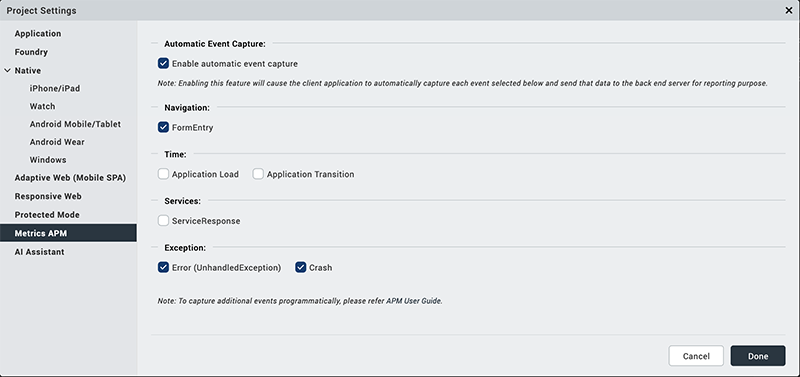 Project Settings
Application
Foundry
Native
iPhone/iPad
Watch
Android Mobile/Tablet
Android Wear
Windows
Adaptive Web (Mobile SPA)
Responsive Web
Protected Mode
Metrics APM
AI Assistant
Automatic Event Capture:
Enable automatic event capture
Note: Enabling this feature will cause the client application to automatically capture each event selected below and send that data to the back end server for reporting purpose.
Navigation:
FormEntry
Time:
Application Load Application Transition
Services:
ServiceResponse
Exception:
Error (UnhandledException) Crash
Note: To capture additional events programmatically, please refer APM User Guide.
Cancel Done